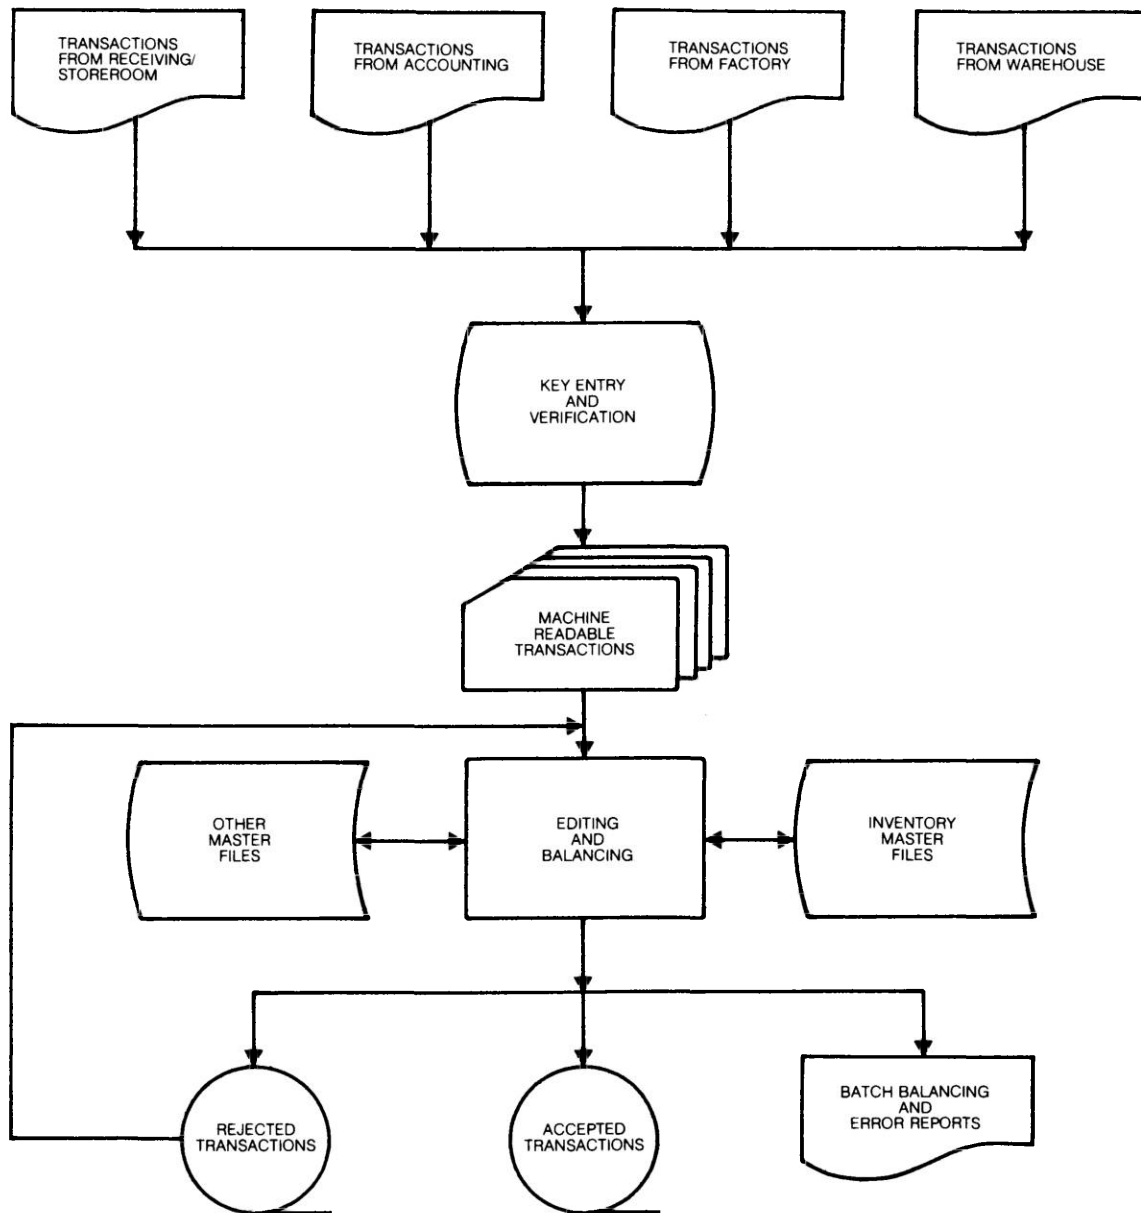 TRANSACTIONS
FROM RECEIVING/
STOREROOM
TRANSACTIONS
FROM ACCOUNTING
TRANSACTIONS
FROM FACTORY
TRANSACTIONS
FROM WAREHOUSE
KEY ENTRY
AND
VERIFICATION
MACHINE
READABLE
TRANSACTIONS
OTHER
MASTER
FILES
EDITING
AND
BALANCING
INVENTORY
MASTER
FILES
REJECTED
TRANSACTIONS
ACCEPTED
TRANSACTIONS
BATCH BALANCING
AND
ERROR REPORTS